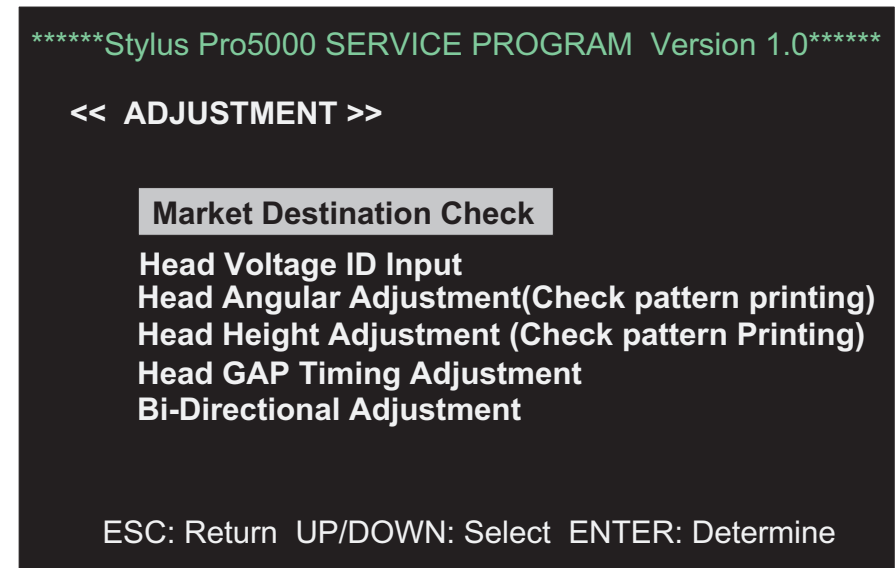 ******Stylus Pro5000 SERVICE PROGRAM Version 1.0******
<< ADJUSTMENT >>
Market Destination Check
Head Voltage ID Input
Head Angular Adjustment(Check pattern printing)
Head Height Adjustment (Check pattern Printing)
Head GAP Timing Adjustment
Bi-Directional Adjustment
ESC: Return UP/DOWN: Select ENTER: Determine